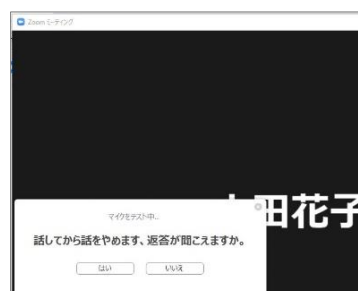 Zoom ミーティング
田花子
マイクをテスト中...
話してから話をやめます、返答が聞こえますか。
はい
いいえ